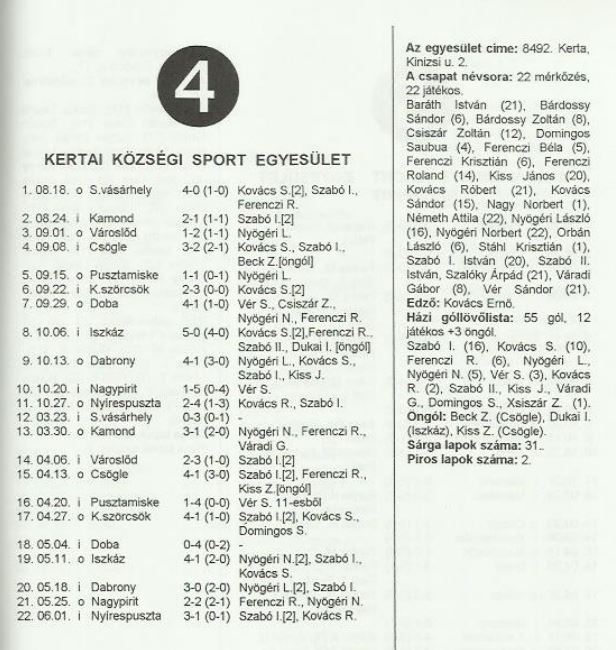 4
KERTAI KÖZSÉGI SPORT EGYESÜLET
1. 08.18. o S.vásárhely 4-0 (1-0) Kovács S.[2], Szabó I.,
Ferenczi R.
2. 08.24. i Kamond 2-1 (1-1) Szabó I.[2]
3. 09.01. o Városlőd 1-2 (1-1) Nyögéri L.
4. 09.08. i Csögle 3-2 (2-1) Kovács S., Szabó I.,
Beck Z.[öngól]
5. 09.15. o Pusztamiske 1-1 (0-1) Nyögéri L.
6. 09.22. i K.szörcsök 2-3 (0-0) Kovács S.[2]
7. 09.29. o Doba 4-1 (1-0) Vér S., Csiszár Z.,
Nyögéri N., Ferenczi R.
8. 10.06. i Iszkáz 5-0 (4-0) Kovács S.[2],Ferenczi R.,
Szabó II., Dukai I. [öngól]
9. 10.13. o Dabrony 4-1 (3-0) Nyögéri L., Kovács S.,
Szabó I., Kiss J.
10. 10.20. i Nagypirit 1-5 (0-4) Vér S.
11. 10.27. o Nyírespuszta 2-4 (1-3) Kovács R., Szabó I.
12. 03.23. i S.vásárhely 0-3 (0-1) -
13. 03.30. o Kamond 3-1 (2-0) Nyögéri N., Ferenczi R.,
Váradi G.
14. 04.06. i Városlőd 2-3 (1-0) Szabó I.[2]
15. 04.13. o Csögle 4-1 (3-0) Szabó I.[2], Ferenczi R.,
Kiss Z.[öngól]
16. 04.20. i Pusztamiske 1-4 (0-0) Vér S. 11-esből
17. 04.27. o K.szörcsök 4-1 (1-0) Szabó I.[2], Kovács S.,
Domingos S.
18. 05.04. i Doba 0-4 (0-2) -
19. 05.11. o Iszkáz 4-1 (2-0) Nyögéri N.[2], Szabó I.,
Kovács S.
20. 05.18. i Dabrony 3-0 (2-0) Nyögéri L.[2], Szabó I.
21. 05.25. o Nagypirit 2-2 (2-1) Ferenczi R., Nyögéri N.
22. 06.01. i Nyírespuszta 3-1 (0-1) Szabó I.[2], Kovács R.
Az egyesület címe: 8492. Kerta,
Kinizsi u. 2.
A csapat névsora: 22 mérkőzés,
22 játékos.
Baráth István (21), Bárdossy
Sándor (6), Bárdossy Zoltán (8),
Csiszár Zoltán (12), Domingos
Saubua (4), Ferenczi Béla (5),
Ferenczi Krisztián (6), Ferenczi
Roland (14), Kiss János (20),
Kovács Róbert (21), Kovács
Sándor (15), Nagy Norbert (1),
Németh Attila (22), Nyögéri László
(16), Nyögéri Norbert (22), Orbán
László (6), Stáhl Krisztián (1),
Szabó I. István (20), Szabó II.
István, Szalóky Árpád (21), Váradi
Gábor (8), Vér Sándor (21).
Edző: Kovács Ernő.
Házi góllövőlista: 55 gól, 12
játékos +3 öngól.
Szabó I. (16), Kovács S. (10),
Ferenczi R. (6), Nyögéri L.,
Nyögéri N. (5), Vér S. (3), Kovács
R. (2), Szabó II., Kiss J., Váradi
G., Domingos S., Xsiszár Z. (1).
Öngól: Beck Z. (Csögle), Dukai I.
(Iszkáz), Kiss Z. (Csögle).
Sárga lapok száma: 31..
Piros lapok száma: 2.